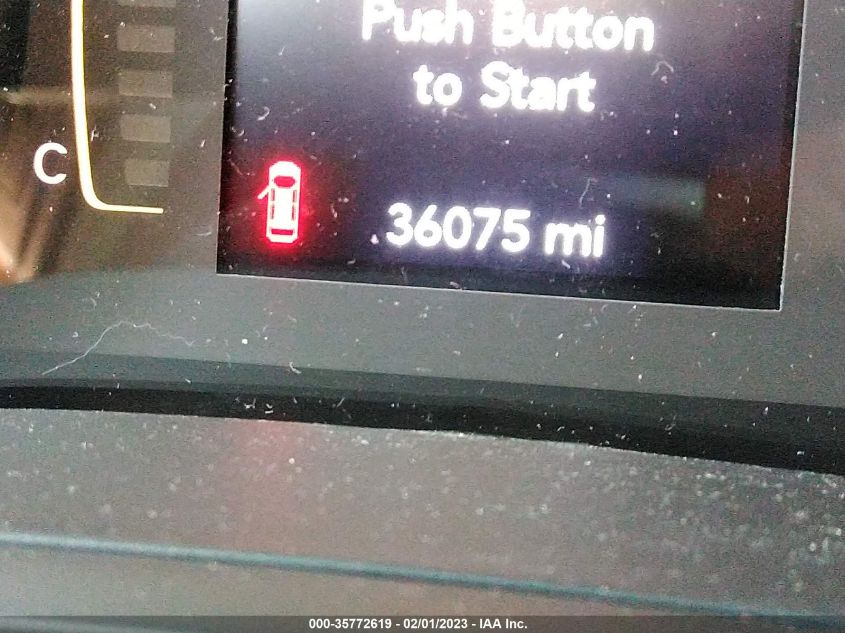 Push Button
to Start
C
36075 mi
000-35772619 - 02/01/2023 - IAA Inc.